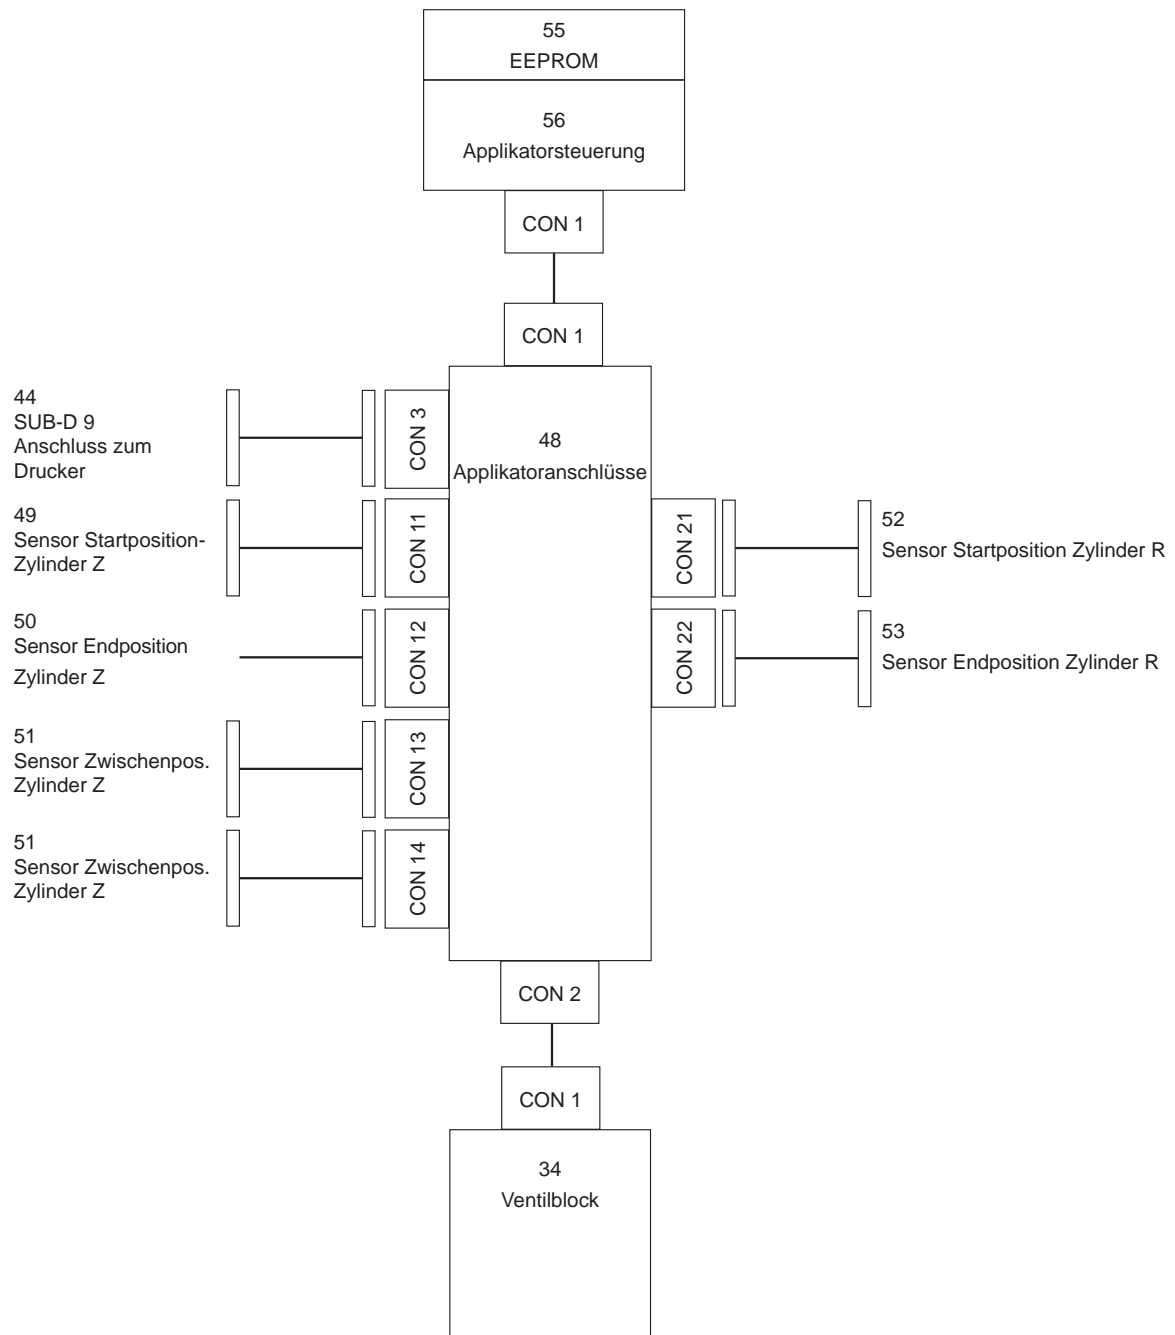 55
EEPROM
56
Applikatorsteuerung
CON 1
CON 1
44
SUB-D 9
Anschluss zum
Drucker
CON 3
48
Applikatoranschlüsse
49
Sensor Startposition-
Zylinder Z
CON 11
CON 21
52
Sensor Startposition Zylinder R
50
Sensor Endposition
Zylinder Z
CON 12
CON 22
53
Sensor Endposition Zylinder R
51
Sensor Zwischenpos.
Zylinder Z
CON 13
51
Sensor Zwischenpos.
Zylinder Z
CON 14
CON 2
CON 1
34
Ventilblock